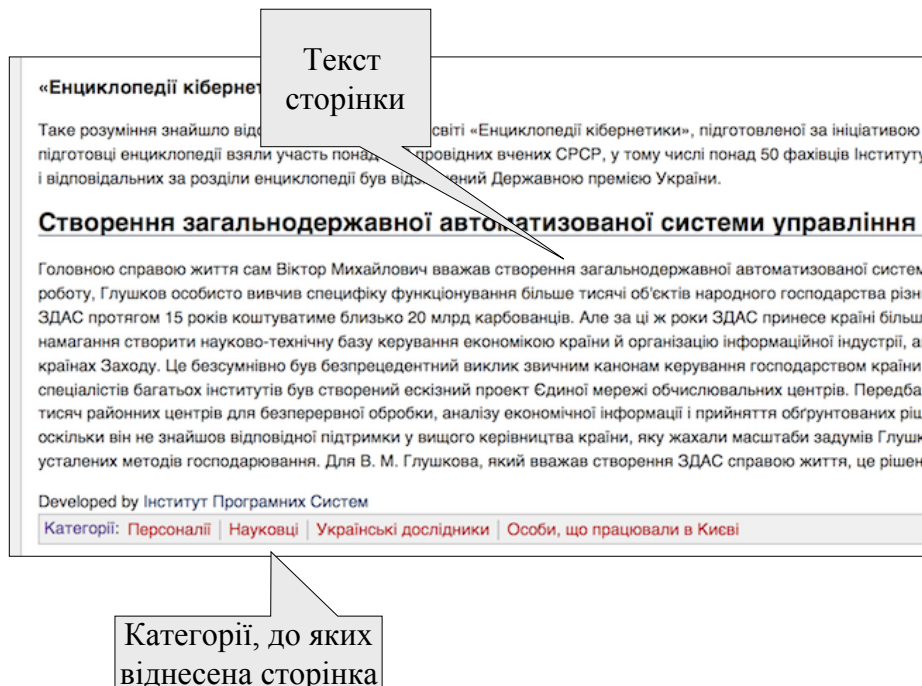 Текст
сторінки
«Енциклопедії
Таке розуміння знайшло світі «Енциклопедії кібернетики», підготовленої за ініціативою
підготовці енциклопедії взяли участь понад провідних вчених СРСР, у тому числі понад 50 фахівців Інституту
і відповідальних за розділи енциклопедії був Державною премією України.
Створення загальнодержавної автоматизованої системи управління
Головною справою життя сам Віктор Михайлович вважав створення загальнодержавної автоматизованої систем
роботу, Глушков особисто вивчив специфіку функціонування більше тисячі об'єктів народного господарства різн
ЗДАС протягом 15 років коштуватиме близько 20 млрд карбованців. Але за ці ж роки ЗДАС принесе країні більш
намагання створити науково-технічну базу керування економікою країни й організацію інформаційної індустрії, а
країнах Заходу. Це безсумнівно був безпрецедентний виклик звичним канонам керування господарством країни
спеціалістів багатьох інститутів був створений ескізний проект Єдиної мережі обчислювальних центрів. Передба
тисяч районних центрів для безперервної обробки, аналізу економічної інформації і прийняття обґрунтованих ріш
оскільки він не знайшов відповідної підтримки у вищого керівництва країни, яку жахали масштаби задумів Глушк
усталених методів господарювання. Для В. М. Глушкова, який вважав створення ЗДАС справою життя, це рішен
Developed by Інститут Програмних Систем
Категорії: Персоналії | Науковці | Українські дослідники | Особи, що працювали в Києві
Категорії, до яких
віднесена сторінка